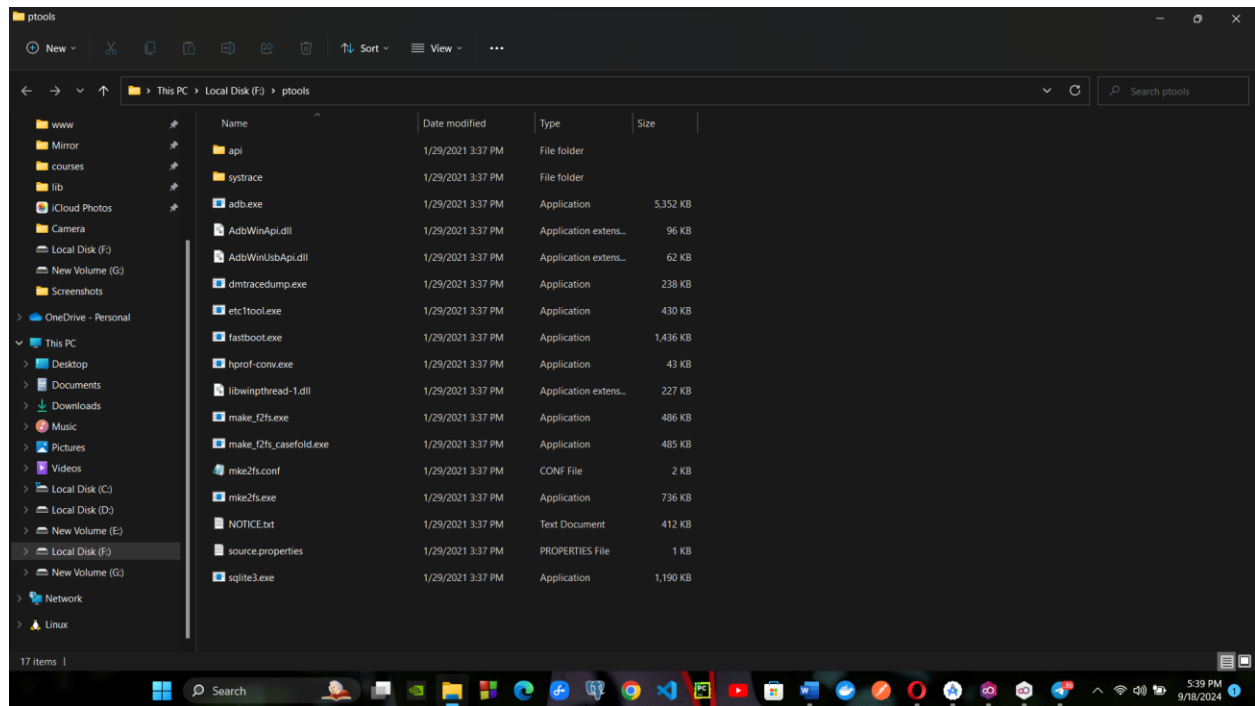 ptools
New
Sort
View
This PC > Local Disk (F:) > ptools
Search ptools
www
Mirror
courses
lib
iCloud Photos
Camera
Local Disk (F:)
New Volume (G:)
Screenshots
OneDrive - Personal
This PC
Desktop
Documents
Downloads
Music
Pictures
Videos
Local Disk (C:)
Local Disk (D:)
New Volume (E:)
Local Disk (F:)
New Volume (G:)
Network
Linux
Name Date modified Type Size
api 1/29/2021 3:37 PM File folder
systrace 1/29/2021 3:37 PM File folder
adb.exe 1/29/2021 3:37 PM Application 5,352 KB
AdbWinApi.dll 1/29/2021 3:37 PM Application extens... 96 KB
AdbWinUsbApi.dll 1/29/2021 3:37 PM Application extens... 62 KB
dmtracedump.exe 1/29/2021 3:37 PM Application 238 KB
etc1tool.exe 1/29/2021 3:37 PM Application 430 KB
fastboot.exe 1/29/2021 3:37 PM Application 1,436 KB
hprof-conv.exe 1/29/2021 3:37 PM Application 43 KB
libwinpthread-1.dll 1/29/2021 3:37 PM Application extens... 227 KB
make_f2fs.exe 1/29/2021 3:37 PM Application 486 KB
make_f2fs_casefold.exe 1/29/2021 3:37 PM Application 485 KB
mke2fs.conf 1/29/2021 3:37 PM CONF File 2 KB
mke2fs.exe 1/29/2021 3:37 PM Application 736 KB
NOTICE.txt 1/29/2021 3:37 PM Text Document 412 KB
source.properties 1/29/2021 3:37 PM PROPERTIES File 1 KB
sqlite3.exe 1/29/2021 3:37 PM Application 1,190 KB
17 items
Search
5:39 PM
9/18/2024
1